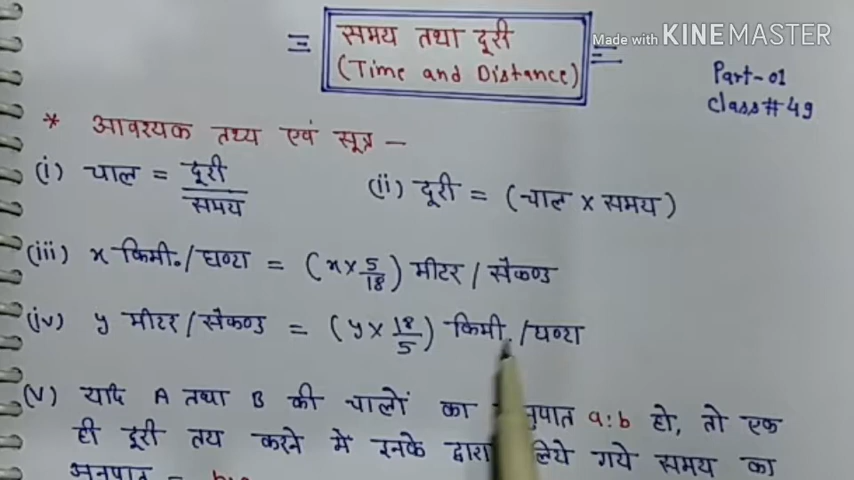 समय तथा दूरी
(Time and Distance)
Made with KINEMASTER
Part-01
Class#49
* आवश्यक तथ्य एवं सूत्र –
(i) चाल = दूरी/समय (ii) दूरी = (चाल × समय)
(iii) x किमी./घण्टा = (x × 5/18) मीटर/सेकण्ड
(iv) y मीटर/सेकण्ड = (y × 18/5) किमी./घण्टा
(v) यदि A तथा B की चालों का a:b हो, तो एक
ही दूरी तय करने में इनके द्वारा लिये गये समय का